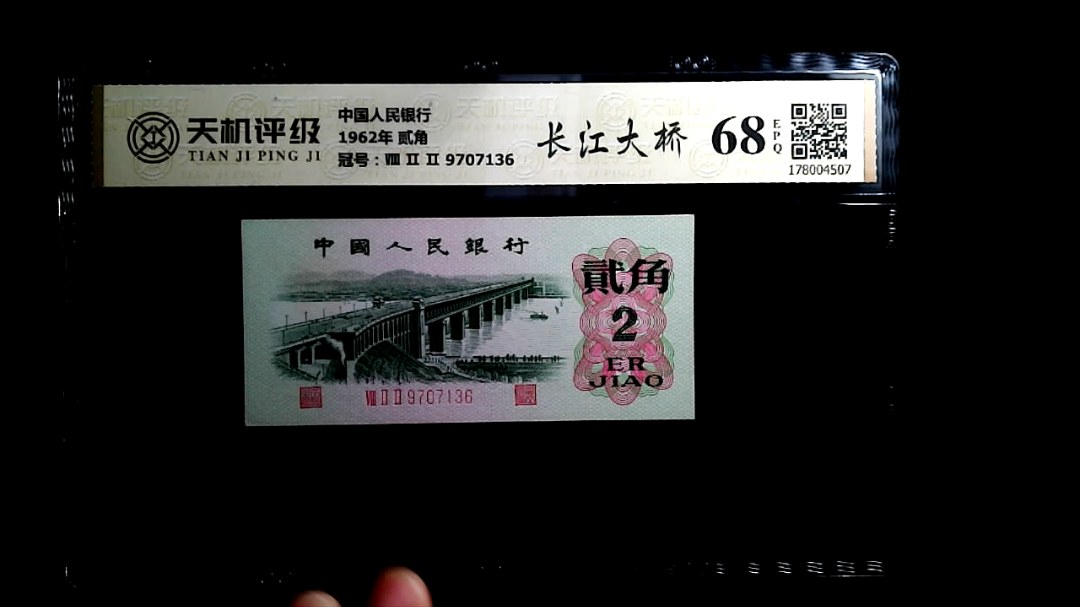 天机评级
TIAN JI PING JI
中国人民银行
1962年 贰角
冠号：Ⅷ Ⅱ Ⅱ 9707136
长江大桥
68
EPQ
178004507
中國人民銀行
貳角
2
ER
JIAO
Ⅷ Ⅱ Ⅱ 9707136